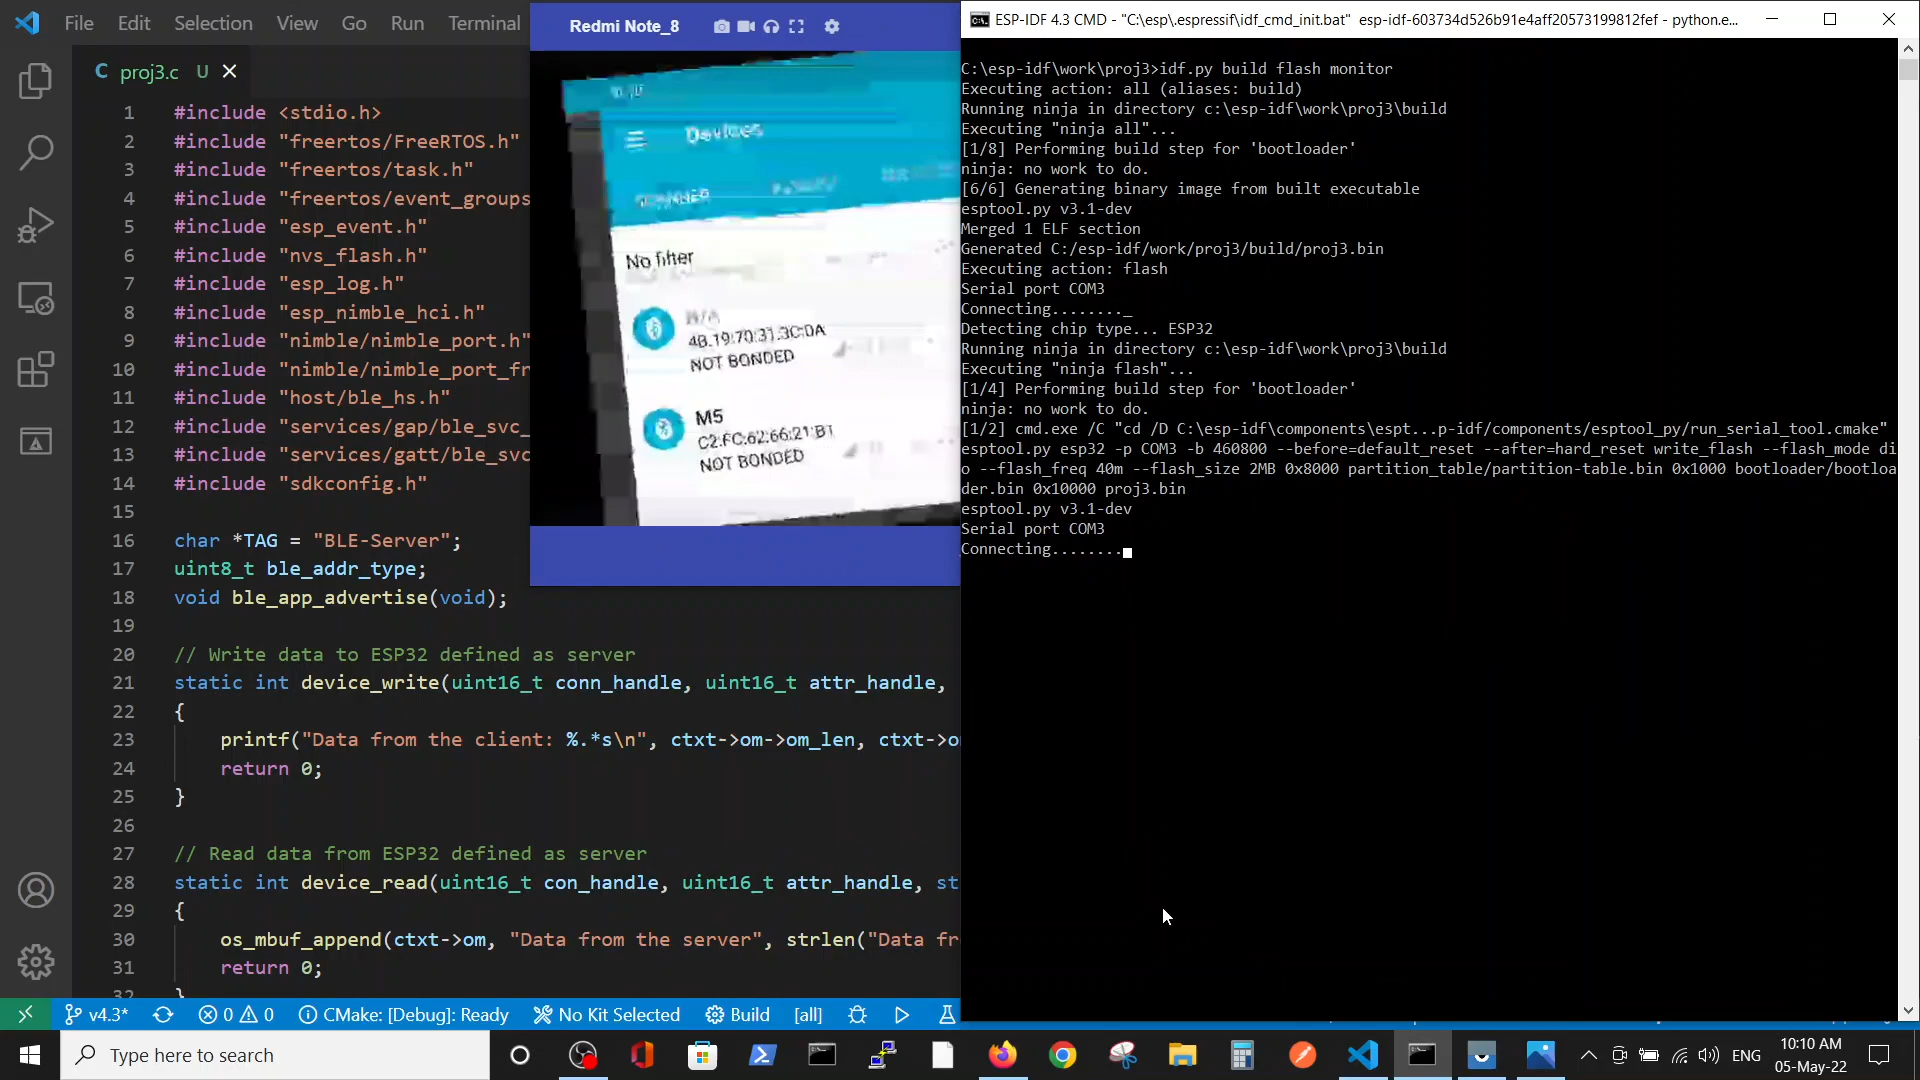 File Edit Selection View Go Run Terminal
proj3.c U
1 #include <stdio.h>
2 #include "freertos/FreeRTOS.h"
3 #include "freertos/task.h"
4 #include "freertos/event_groups
5 #include "esp_event.h"
6 #include "nvs_flash.h"
7 #include "esp_log.h"
8 #include "esp_nimble_hci.h"
9 #include "nimble/nimble_port.h"
10 #include "nimble/nimble_port_fr
11 #include "host/ble_hs.h"
12 #include "services/gap/ble_svc_
13 #include "services/gatt/ble_svc
14 #include "sdkconfig.h"
15
16 char *TAG = "BLE-Server";
17 uint8_t ble_addr_type;
18 void ble_app_advertise(void);
19
20 // Write data to ESP32 defined as server
21 static int device_write(uint16_t conn_handle, uint16_t attr_handle,
22 {
23 printf("Data from the client: %.*s\n", ctxt->om->om_len, ctxt->o
24 return 0;
25 }
26
27 // Read data from ESP32 defined as server
28 static int device_read(uint16_t con_handle, uint16_t attr_handle, st
29 {
30 os_mbuf_append(ctxt->om, "Data from the server", strlen("Data fr
31 return 0;
32 }
Redmi Note_8
Devices
SCANNER
No filter
N/A
4B:19:70:31:3C:DA
NOT BONDED
M5
C2:FC:62:66:21:B1
NOT BONDED
ESP-IDF 4.3 CMD - "C:\esp\.espressif\idf_cmd_init.bat" esp-idf-603734d526b91e4aff20573199812fef - python.e...
C:\esp-idf\work\proj3>idf.py build flash monitor
Executing action: all (aliases: build)
Running ninja in directory c:\esp-idf\work\proj3\build
Executing "ninja all"...
[1/8] Performing build step for 'bootloader'
ninja: no work to do.
[6/6] Generating binary image from built executable
esptool.py v3.1-dev
Merged 1 ELF section
Generated C:/esp-idf/work/proj3/build/proj3.bin
Executing action: flash
Serial port COM3
Connecting........_
Detecting chip type... ESP32
Running ninja in directory c:\esp-idf\work\proj3\build
Executing "ninja flash"...
[1/4] Performing build step for 'bootloader'
ninja: no work to do.
[1/2] cmd.exe /C "cd /D C:\esp-idf\components\espt...p-idf/components/esptool_py/run_serial_tool.cmake"
esptool.py esp32 -p COM3 -b 460800 --before=default_reset --after=hard_reset write_flash --flash_mode di
o --flash_freq 40m --flash_size 2MB 0x8000 partition_table/partition-table.bin 0x1000 bootloader/bootloa
der.bin 0x10000 proj3.bin
esptool.py v3.1-dev
Serial port COM3
Connecting........
v4.3* 0 0 CMake: [Debug]: Ready No Kit Selected Build [all]
Type here to search
ENG
10:10 AM
05-May-22